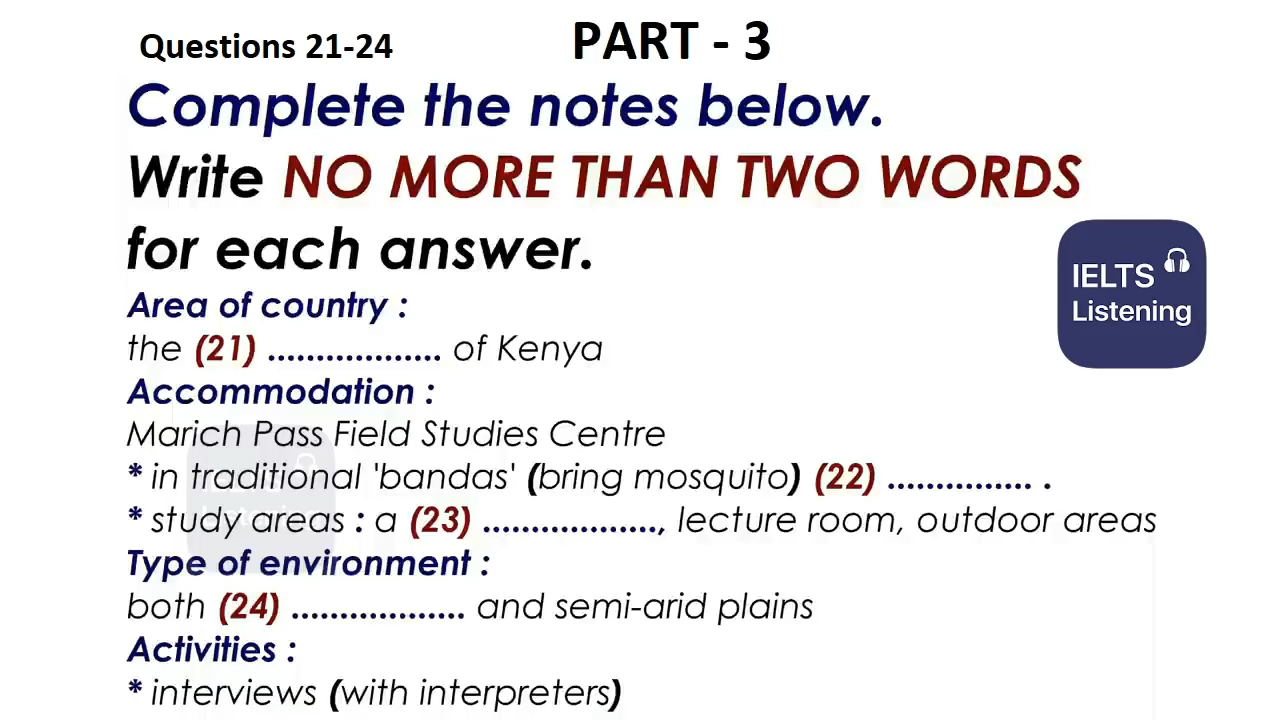 Questions 21-24
PART - 3
Complete the notes below.
Write NO MORE THAN TWO WORDS
for each answer.
IELTS
Listening
Area of country :
the (21) .................. of Kenya
Accommodation :
Marich Pass Field Studies Centre
* in traditional 'bandas' (bring mosquito) (22) ............... .
* study areas : a (23) .................., lecture room, outdoor areas
Type of environment :
both (24) .................. and semi-arid plains
Activities :
* interviews (with interpreters)